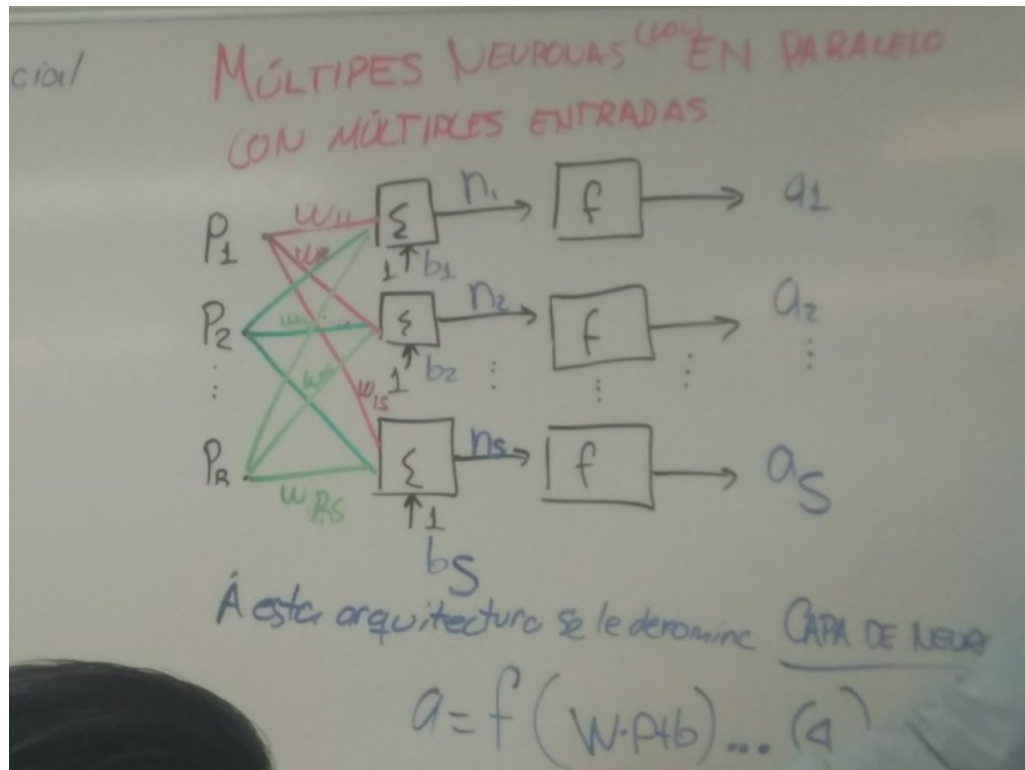 cial
MÚLTIPES NEURONAS EN PARALELO
CON MÚLTIPLES ENTRADAS
P1 W11 Σ n1 f a1
1 b1
P2 Σ n2 f a2
1 b2
W1S
PR WRS Σ nS f aS
1
bS
Á esta arquitectura se le denomine CAPA DE NEUR
a = f (W·P+b) ... (4)